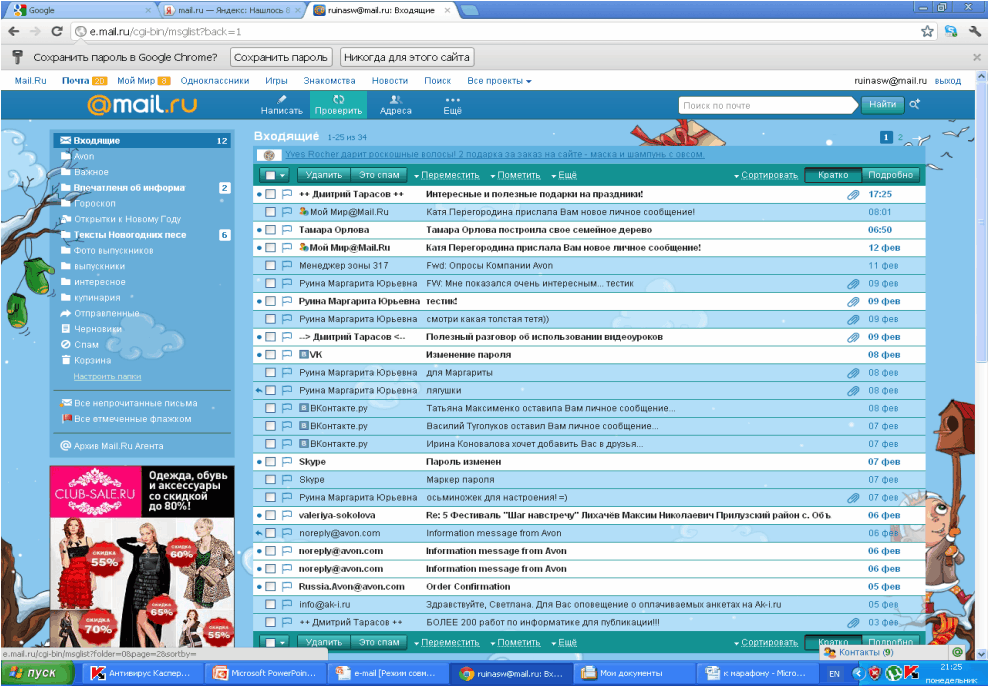 Google
mail.ru — Яндекс: Нашлось 8
ruinasw@mail.ru: Входящие
e.mail.ru/cgi-bin/msglist?back=1
Сохранить пароль в Google Chrome? Сохранить пароль Никогда для этого сайта
Mail.Ru Почта 20 Мой Мир 8 Одноклассники Игры Знакомства Новости Поиск Все проекты ruinasw@mail.ru выход
@mail.ru Написать Проверить Адреса Ещё Поиск по почте Найти
Входящие 12
Avon
Важное
Впечатленя об информа 2
Гороскоп
Открытки к Новому Году
Тексты Новогодних песе 6
Фото выпускников
выпускники
интересное
кулинария
Отправленные
Черновики
Спам
Корзина
Настроить папки
Все непрочитанные письма
Все отмеченные флажком
Архив Mail.Ru Агента
CLUB-SALE.RU
Одежда, обувь
и аксессуары
со скидкой
до 80%!
СКИДКА 55%
СКИДКА 60%
СКИДКА 65%
СКИДКА 70%
СКИДКА 55%
Входящие 1-25 из 34 1 2
Yves Rocher дарит роскошные волосы! 2 подарка за заказ на сайте - маска и шампунь с овсом.
Удалить Это спам Переместить Пометить Ещё Сортировать Кратко Подробно
++ Дмитрий Тарасов ++ Интересные и полезные подарки на праздники! 17:25
Мой Мир@Mail.Ru Катя Перегородина прислала Вам новое личное сообщение! 08:01
Тамара Орлова Тамара Орлова построила свое семейное дерево 06:50
Мой Мир@Mail.Ru Катя Перегородина прислала Вам новое личное сообщение! 12 фев
Менеджер зоны 317 Fwd: Опросы Компании Avon 11 фев
Руина Маргарита Юрьевна FW: Мне показался очень интересным... тестик 09 фев
Руина Маргарита Юрьевна тестик! 09 фев
Руина Маргарита Юрьевна смотри какая толстая тетя)) 09 фев
--> Дмитрий Тарасов <-- Полезный разговор об использовании видеоуроков 09 фев
VK Изменение пароля 08 фев
Руина Маргарита Юрьевна для Маргариты 08 фев
Руина Маргарита Юрьевна лягушки 08 фев
ВКонтакте.ру Татьяна Максименко оставила Вам личное сообщение... 08 фев
ВКонтакте.ру Василий Туголуков оставил Вам личное сообщение... 07 фев
ВКонтакте.ру Ирина Коновалова хочет добавить Вас в друзья... 07 фев
Skype Пароль изменен 07 фев
Skype Маркер пароля 07 фев
Руина Маргарита Юрьевна осьминожек для настроения! =) 07 фев
valeriya-sokolova Re: 5 Фестиваль "Шаг навстречу" Лихачёв Максим Николаевич Прилузский район с. Объ 06 фев
noreply@avon.com Information message from Avon 06 фев
noreply@avon.com Information message from Avon 06 фев
noreply@avon.com Information message from Avon 06 фев
Russia.Avon@avon.com Order Confirmation 05 фев
info@ak-i.ru Здравствуйте, Светлана. Для Вас оповещение о оплачиваемых анкетах на Ak-i.ru 05 фев
++ Дмитрий Тарасов ++ БОЛЕЕ 200 работ по информатике для публикации!!! 03 фев
Удалить Это спам Переместить Пометить Ещё Сортировать Кратко Подробно
e.mail.ru/cgi-bin/msglist?folder=0&page=2&sortby=
Контакты (9)
пуск
Антивирус Каспер...
Microsoft PowerPoin...
e-mail [Режим совм...
ruinasw@mail.ru: Вх...
Мои документы
к марафону - Micro...
EN
21:25
понедельник